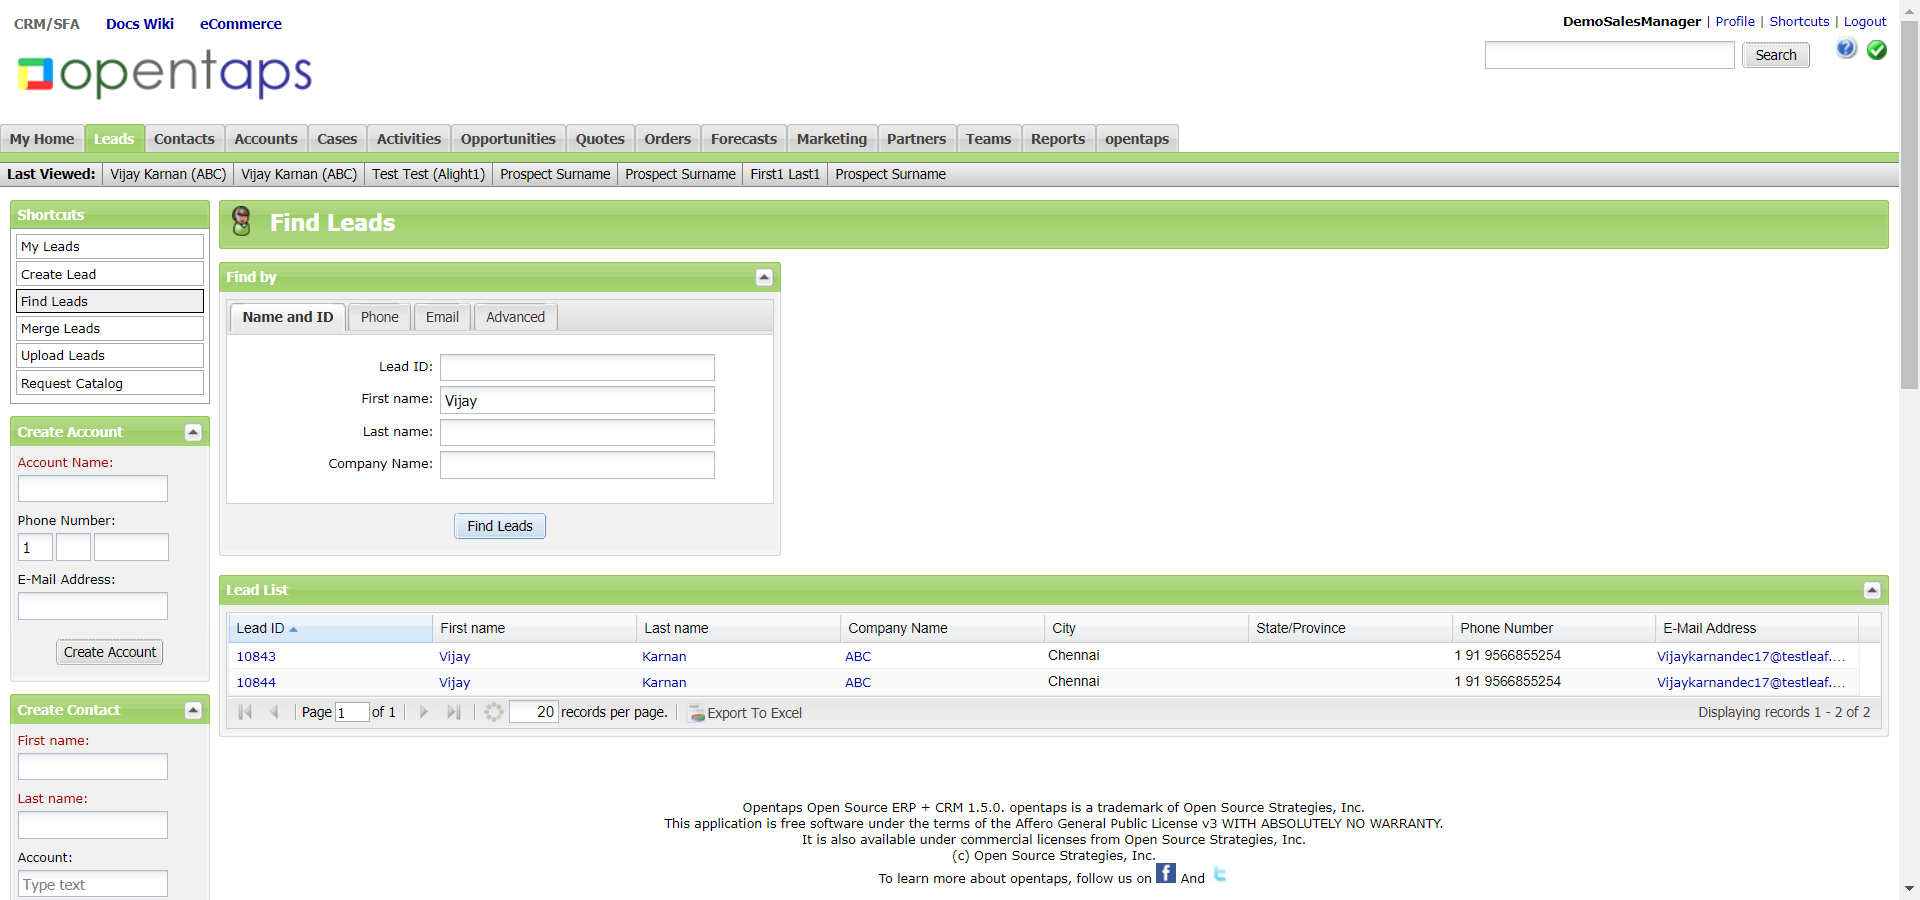 CRM/SFA Docs Wiki eCommerce
DemoSalesManager | Profile | Shortcuts | Logout
opentaps
Search
My Home Leads Contacts Accounts Cases Activities Opportunities Quotes Orders Forecasts Marketing Partners Teams Reports opentaps
Last Viewed: Vijay Karnan (ABC) Vijay Karnan (ABC) Test Test (Alight1) Prospect Surname Prospect Surname First1 Last1 Prospect Surname
Shortcuts
My Leads
Create Lead
Find Leads
Merge Leads
Upload Leads
Request Catalog
Create Account
Account Name:
Phone Number:
1
E-Mail Address:
Create Account
Create Contact
First name:
Last name:
Account:
Type text
Find Leads
Find by
Name and ID Phone Email Advanced
Lead ID:
First name: Vijay
Last name:
Company Name:
Find Leads
Lead List
Lead ID First name Last name Company Name City State/Province Phone Number E-Mail Address
10843 Vijay Karnan ABC Chennai 1 91 9566855254 Vijaykarnandec17@testleaf....
10844 Vijay Karnan ABC Chennai 1 91 9566855254 Vijaykarnandec17@testleaf....
Page 1 of 1 20 records per page. Export To Excel Displaying records 1 - 2 of 2
Opentaps Open Source ERP + CRM 1.5.0. opentaps is a trademark of Open Source Strategies, Inc.
This application is free software under the terms of the Affero General Public License v3 WITH ABSOLUTELY NO WARRANTY.
It is also available under commercial licenses from Open Source Strategies, Inc.
(c) Open Source Strategies, Inc.
To learn more about opentaps, follow us on f And t